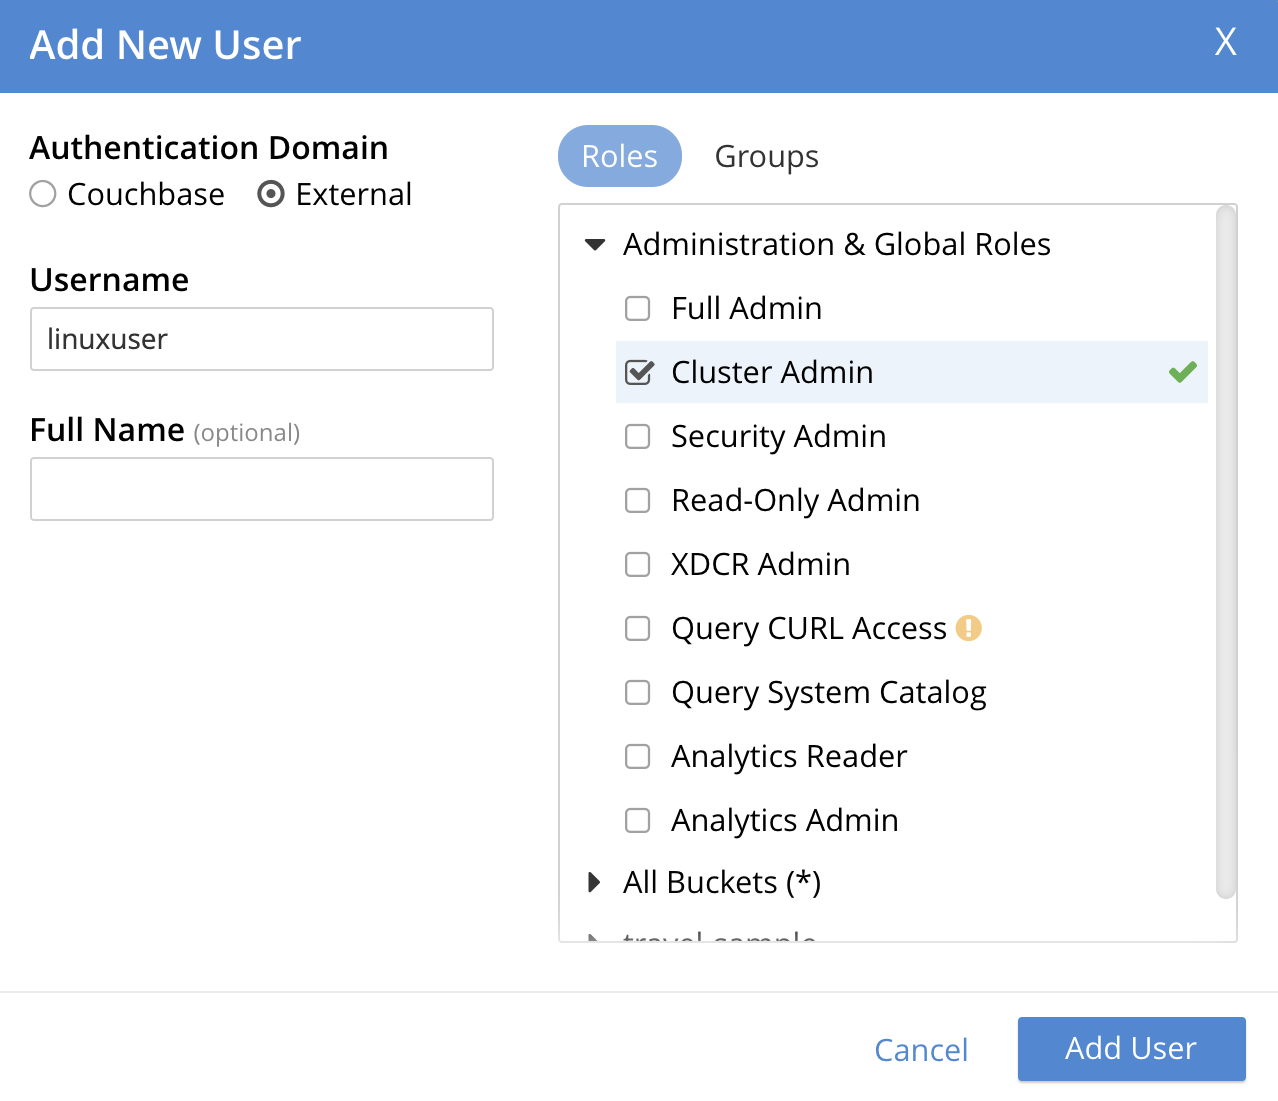 Add New User
X
Authentication Domain
Couchbase External
Username
linuxuser
Full Name (optional)
Roles Groups
Administration & Global Roles
Full Admin
Cluster Admin
Security Admin
Read-Only Admin
XDCR Admin
Query CURL Access
Query System Catalog
Analytics Reader
Analytics Admin
All Buckets (*)
travel-sample
Cancel
Add User